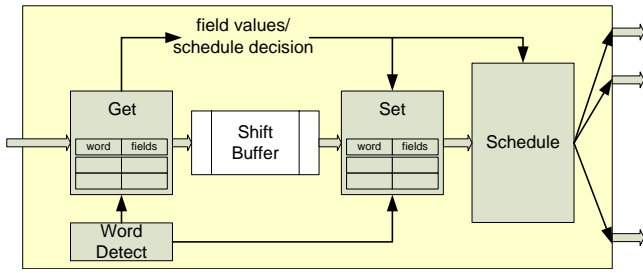 field values/
schedule decision
Get
word fields
Shift
Buffer
Set
word fields
Schedule
Word
Detect